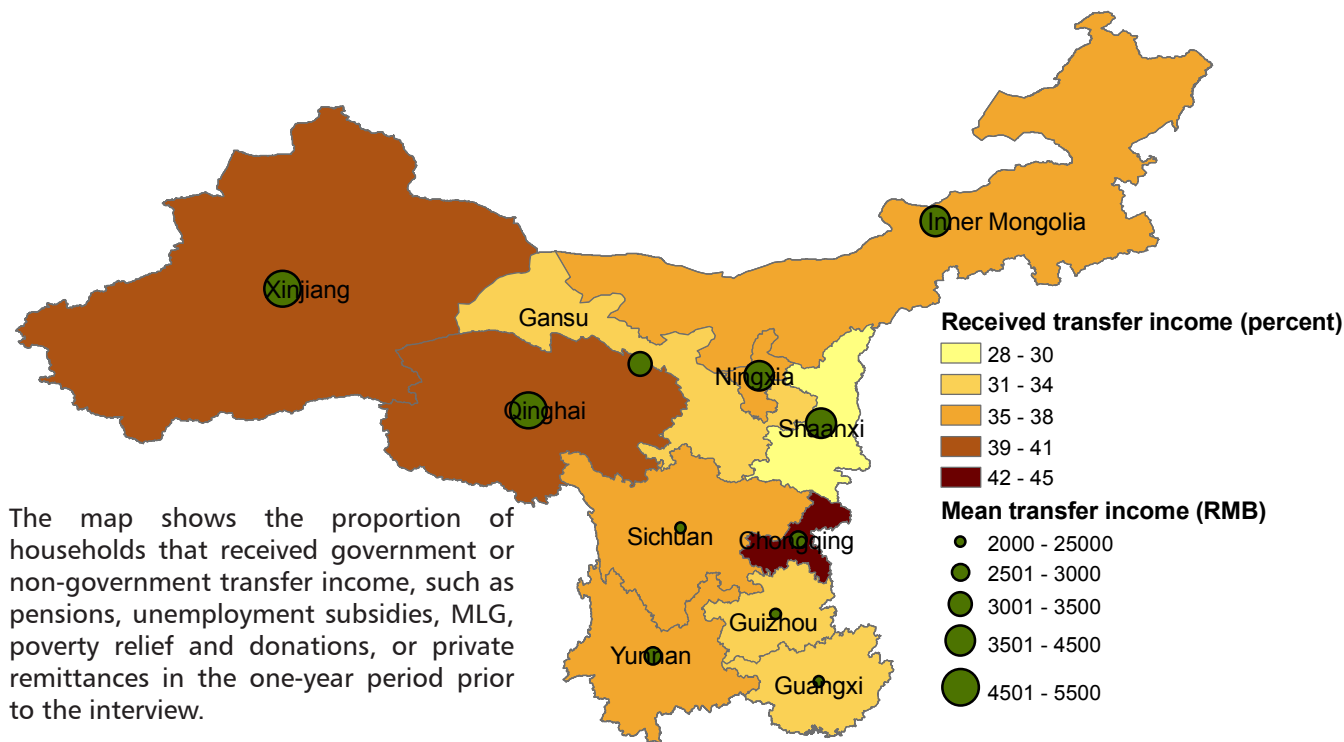 Inner Mongolia
Xinjiang
Gansu
Ningxia
Qinghai
Shaanxi
Sichuan
Chongqing
Guizhou
Yunnan
Guangxi
Received transfer income (percent)
28 - 30
31 - 34
35 - 38
39 - 41
42 - 45
Mean transfer income (RMB)
2000 - 25000
2501 - 3000
3001 - 3500
3501 - 4500
4501 - 5500
The map shows the proportion of
households that received government or
non-government transfer income, such as
pensions, unemployment subsidies, MLG,
poverty relief and donations, or private
remittances in the one-year period prior
to the interview.